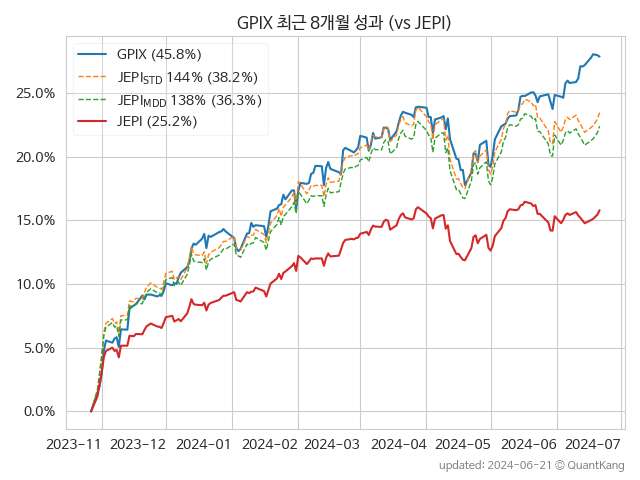 GPIX 최근 8개월 성과 (vs JEPI)
GPIX (45.8%)
JEPI_STD 144% (38.2%)
JEPI_MDD 138% (36.3%)
JEPI (25.2%)
25.0%
20.0%
15.0%
10.0%
5.0%
0.0%
2023-11 2023-12 2024-01 2024-02 2024-03 2024-04 2024-05 2024-06 2024-07
updated: 2024-06-21 © QuantKang